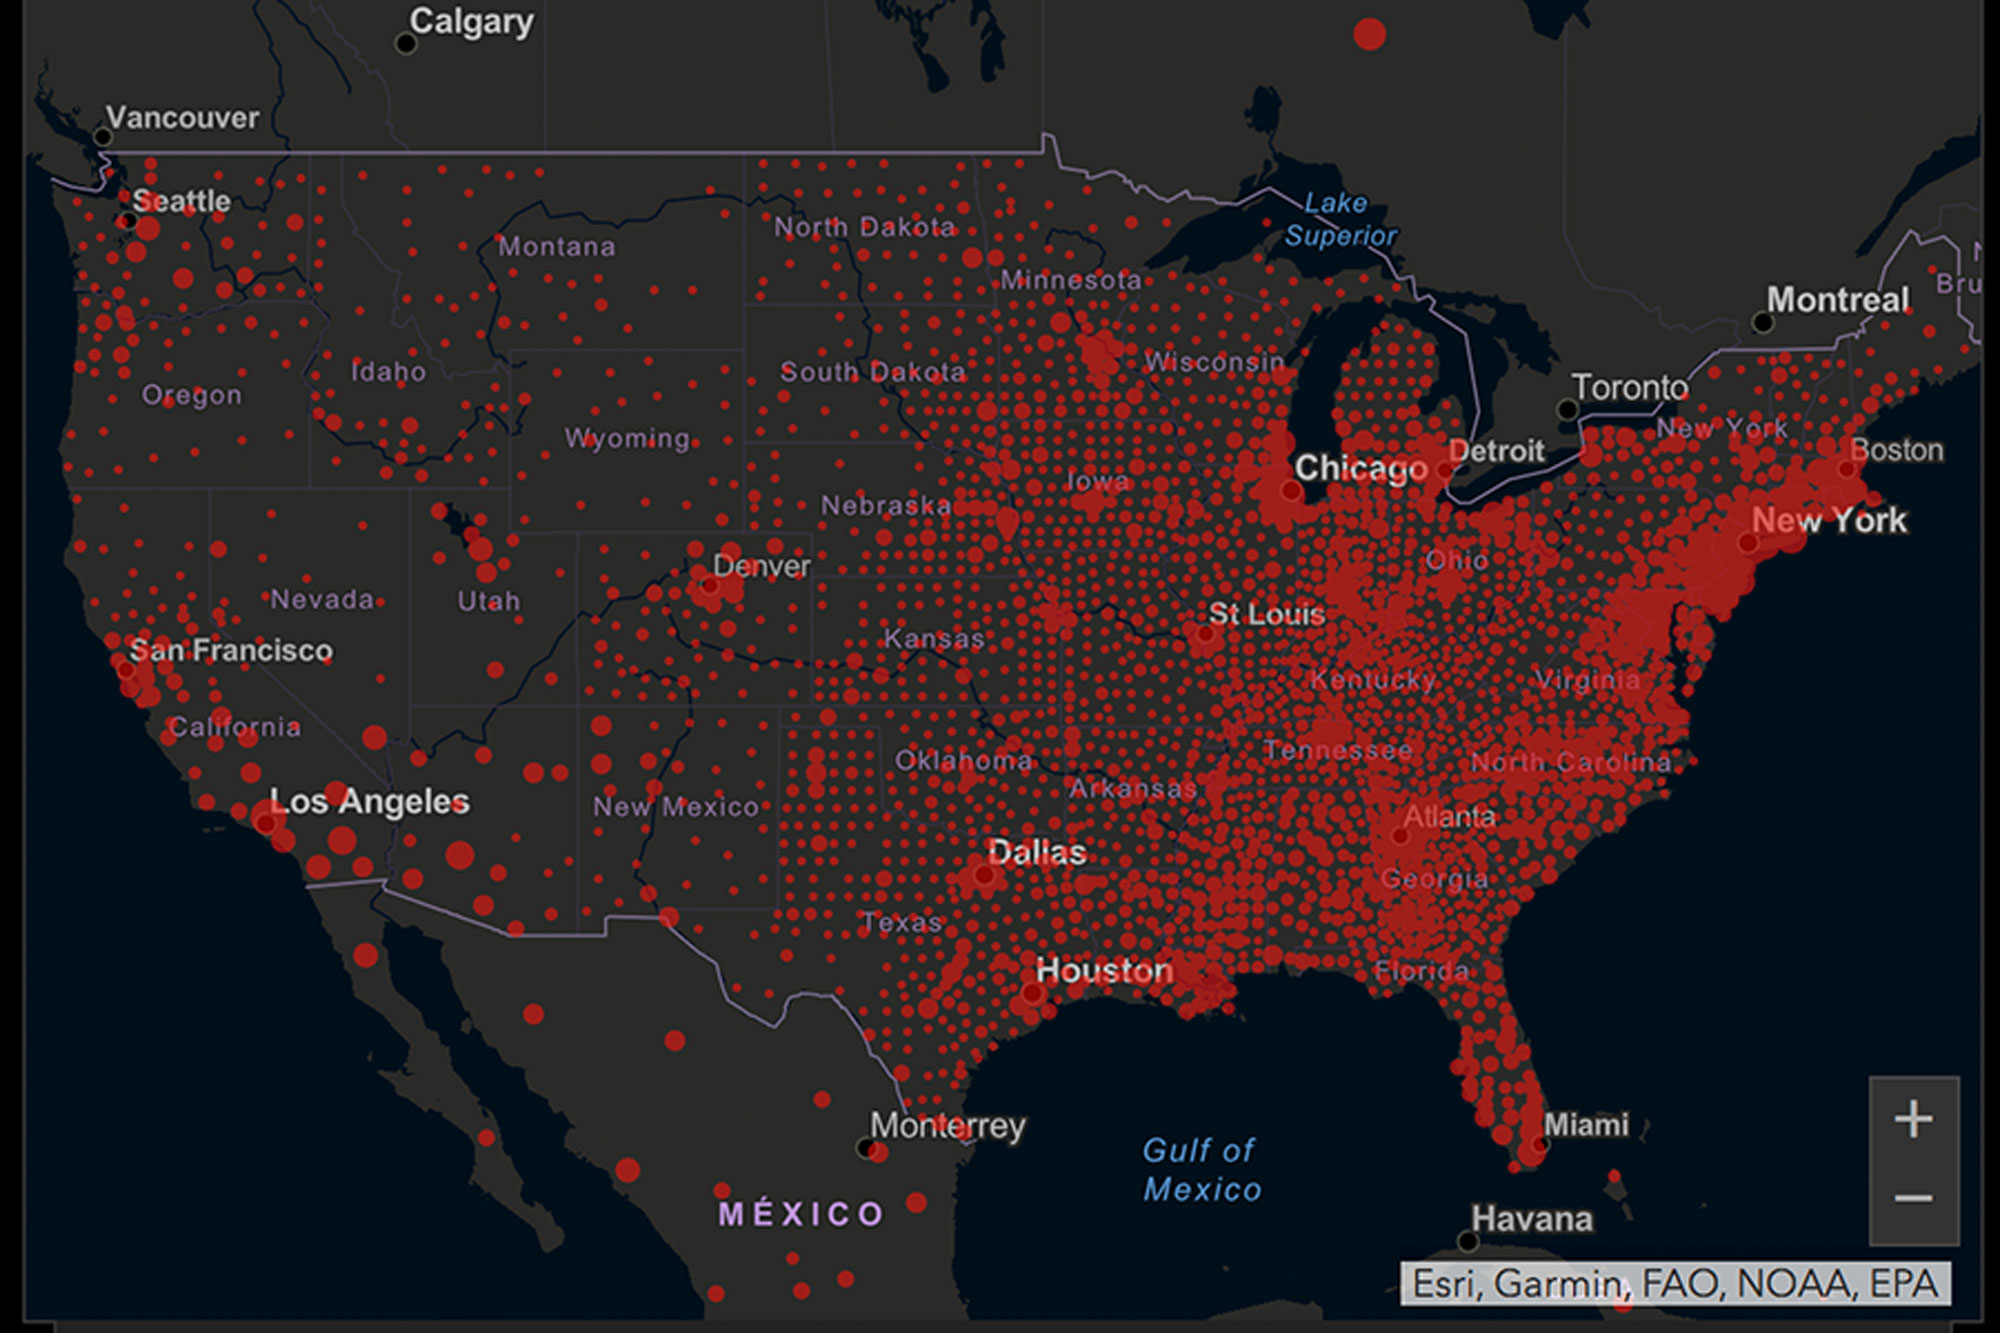 Calgary
Vancouver
Seattle
Lake
Superior
North Dakota
Montana
Minnesota
Bru
Montreal
Wisconsin
South Dakota
Idaho
Toronto
Oregon
New York
Wyoming
Boston
Detroit
Chicago
Iowa
Nebraska
New York
Ohio
Denver
Nevada
Utah
St Louis
Kansas
San Francisco
Kentucky
Virginia
California
Tennessee
Oklahoma
North Carolina
Arkansas
Los Angeles
New Mexico
Atlanta
Dallas
Georgia
Texas
Houston
Florida
Monterrey
Miami
Gulf of
Mexico
MÉXICO
Havana
+
−
Esri, Garmin, FAO, NOAA, EPA